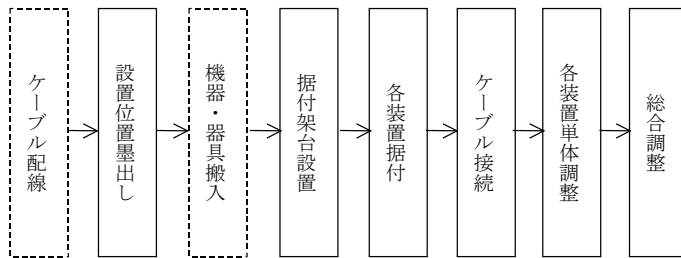 ケーブル配線
設置位置墨出し
機器・器具搬入
据付架台設置
各装置据付
ケーブル接続
各装置単体調整
総合調整